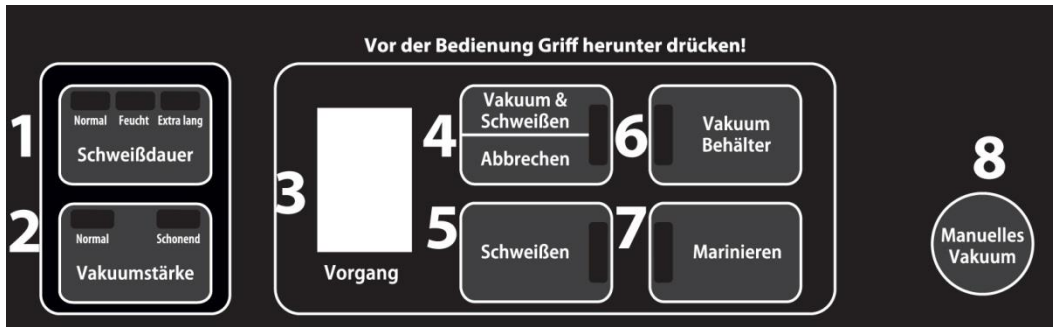 Vor der Bedienung Griff herunter drücken!
1
Normal Feucht Extra lang
Schweißdauer
2
Normal Schonend
Vakuumstärke
3
Vorgang
4
Vakuum &
Schweißen
Abbrechen
5
Schweißen
6
Vakuum
Behälter
7
Marinieren
8
Manuelles
Vakuum